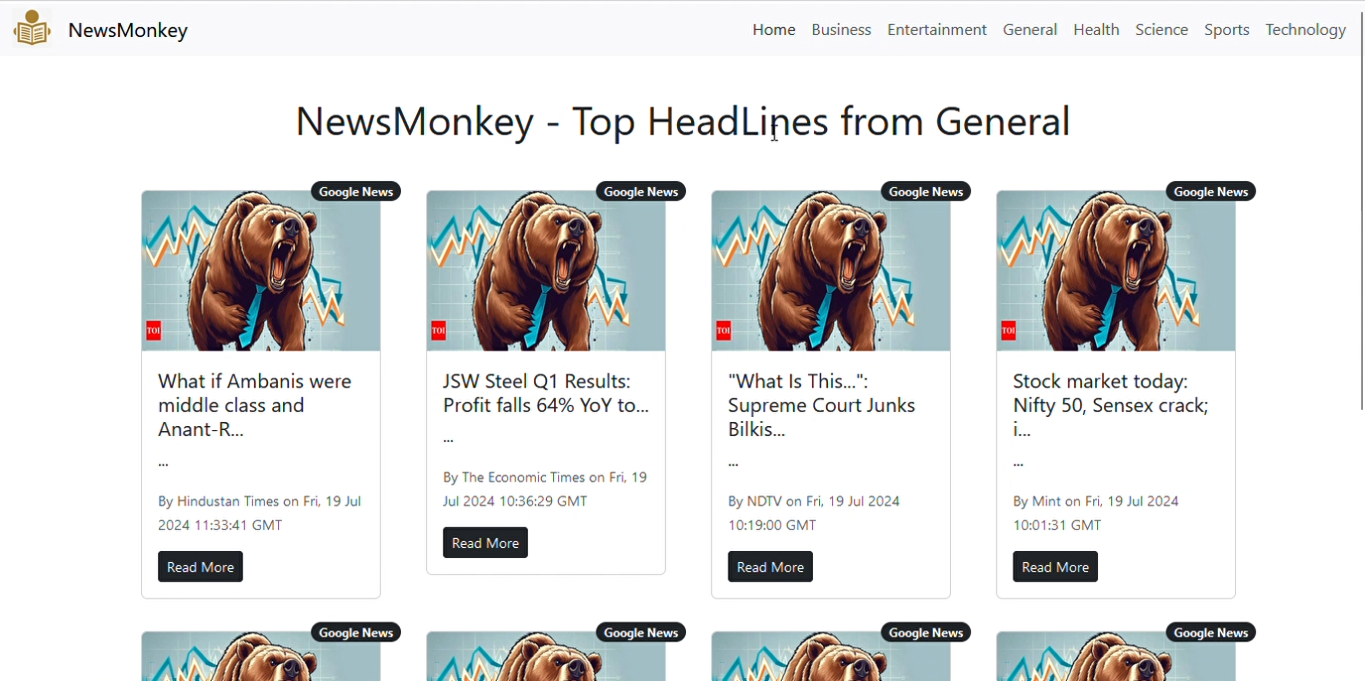 NewsMonkey
Home Business Entertainment General Health Science Sports Technology
NewsMonkey - Top HeadLines from General
Google News
TOI
What if Ambanis were
middle class and
Anant-R...
...
By Hindustan Times on Fri, 19 Jul
2024 11:33:41 GMT
Read More
Google News
TOI
JSW Steel Q1 Results:
Profit falls 64% YoY to...
...
By The Economic Times on Fri, 19
Jul 2024 10:36:29 GMT
Read More
Google News
TOI
"What Is This...":
Supreme Court Junks
Bilkis...
...
By NDTV on Fri, 19 Jul 2024
10:19:00 GMT
Read More
Google News
TOI
Stock market today:
Nifty 50, Sensex crack;
i...
...
By Mint on Fri, 19 Jul 2024
10:01:31 GMT
Read More
Google News
Google News
Google News
Google News